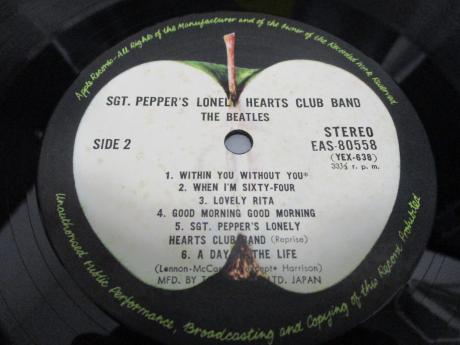 Apple Records-All Rights of the Manufacturer and of the Owner of the Recorded Work Reserved
SGT. PEPPER'S LONELY HEARTS CLUB BAND
THE BEATLES
SIDE 2
STEREO
EAS-80558
(YEX-638)
33⅓ r. p. m.
1. WITHIN YOU WITHOUT YOU*
2. WHEN I'M SIXTY-FOUR
3. LOVELY RITA
4. GOOD MORNING GOOD MORNING
5. SGT. PEPPER'S LONELY
HEARTS CLUB BAND (Reprise)
6. A DAY THE LIFE
(Lennon-McC Harrison)
MFD. BY LTD. JAPAN
Unauthorised Public Performance, Broadcasting and Copying of this Record Prohibited